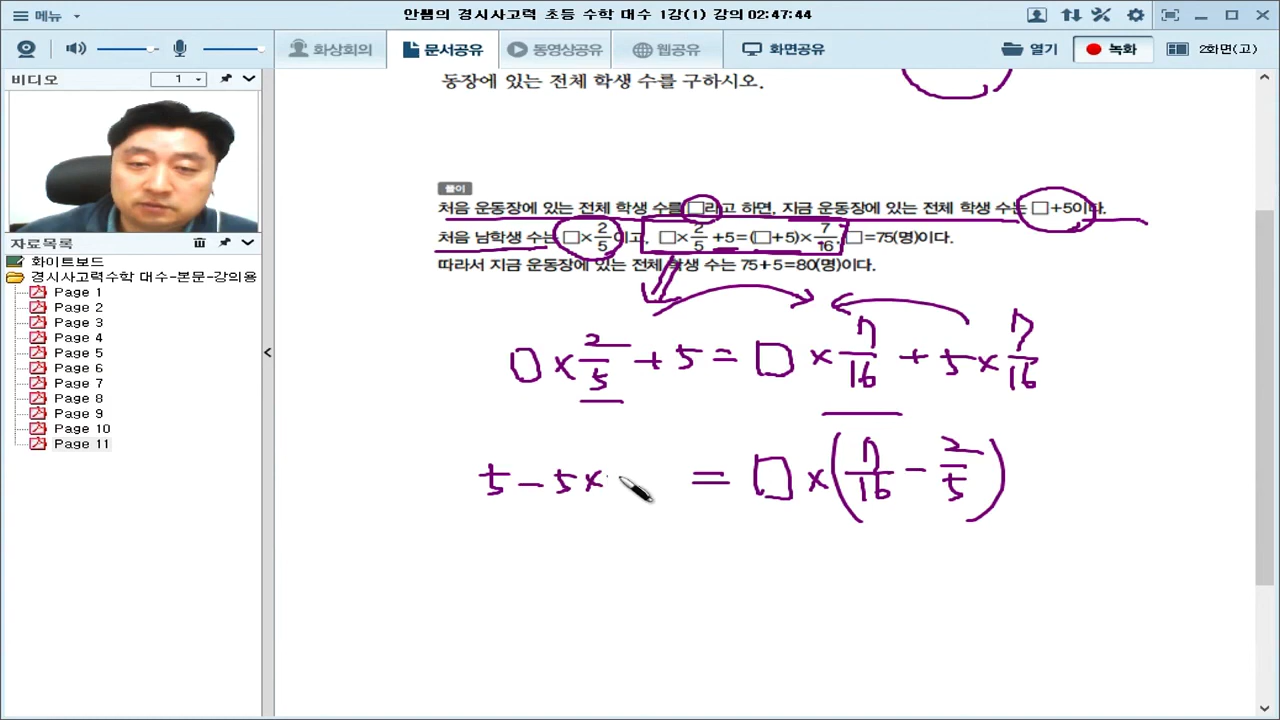 메뉴
안쌤의 경시사고력 초등 수학 대수 1강(1) 강의 02:47:44
화상회의 문서공유 동영상공유 웹공유 화면공유 열기 녹화 2화면(고)
비디오 1
자료목록
화이트보드
경시사고력수학 대수-본문-강의용
Page 1
Page 2
Page 3
Page 4
Page 5
Page 6
Page 7
Page 8
Page 9
Page 10
Page 11
동장에 있는 전체 학생 수를 구하시오.
풀이
처음 운동장에 있는 전체 학생 수를 □라고 하면, 지금 운동장에 있는 전체 학생 수는 □+5이다.
처음 남학생 수는 □×2/5이고, □×2/5+5=(□+5)×7/16, □=75(명)이다.
따라서 지금 운동장에 있는 전체 학생 수는 75+5=80(명)이다.
□×2/5+5=□×7/16+5×7/16
5-5× =□×(7/16-2/5)